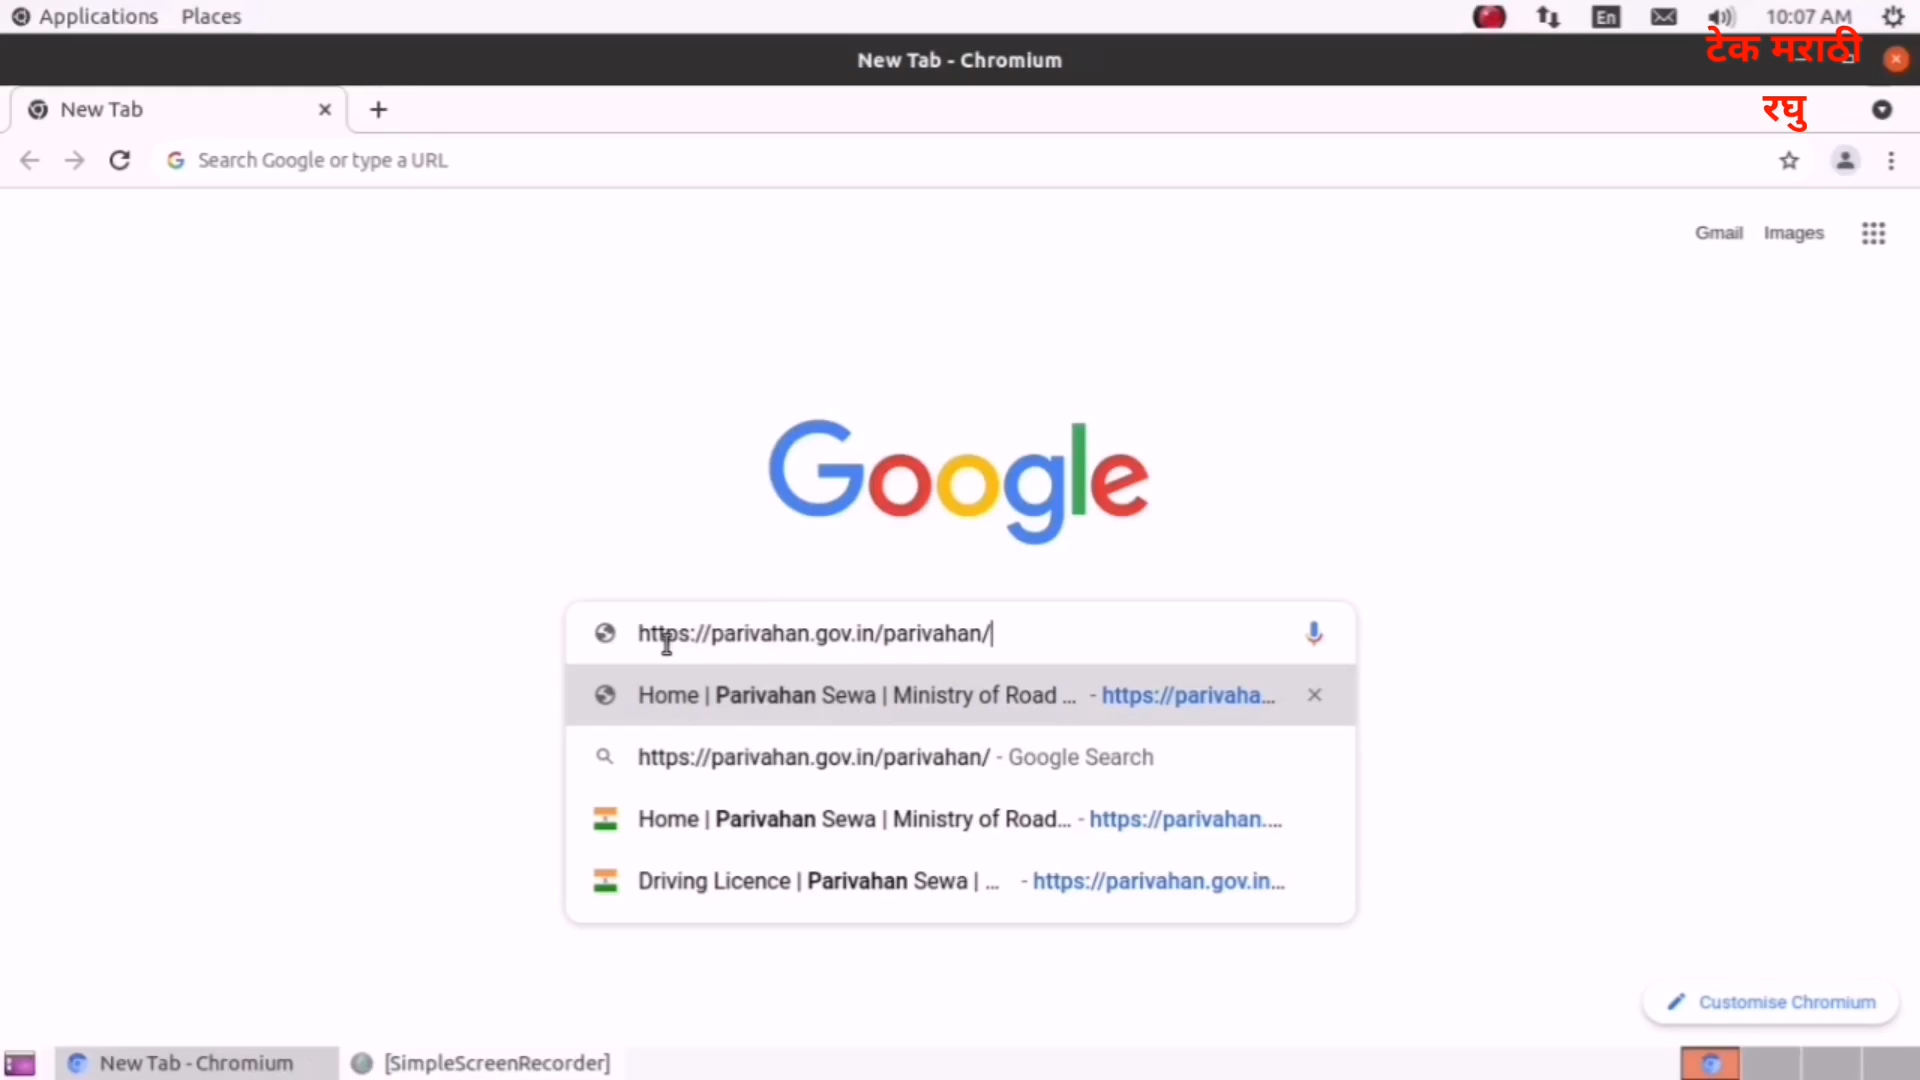 Applications Places En 10:07 AM
New Tab - Chromium
टेक मराठी
New Tab
रघु
Search Google or type a URL
Gmail Images
Google
https://parivahan.gov.in/parivahan/
Home | Parivahan Sewa | Ministry of Road ... - https://parivaha...
https://parivahan.gov.in/parivahan/ - Google Search
Home | Parivahan Sewa | Ministry of Road... - https://parivahan....
Driving Licence | Parivahan Sewa | ... - https://parivahan.gov.in...
Customise Chromium
New Tab - Chromium [SimpleScreenRecorder]